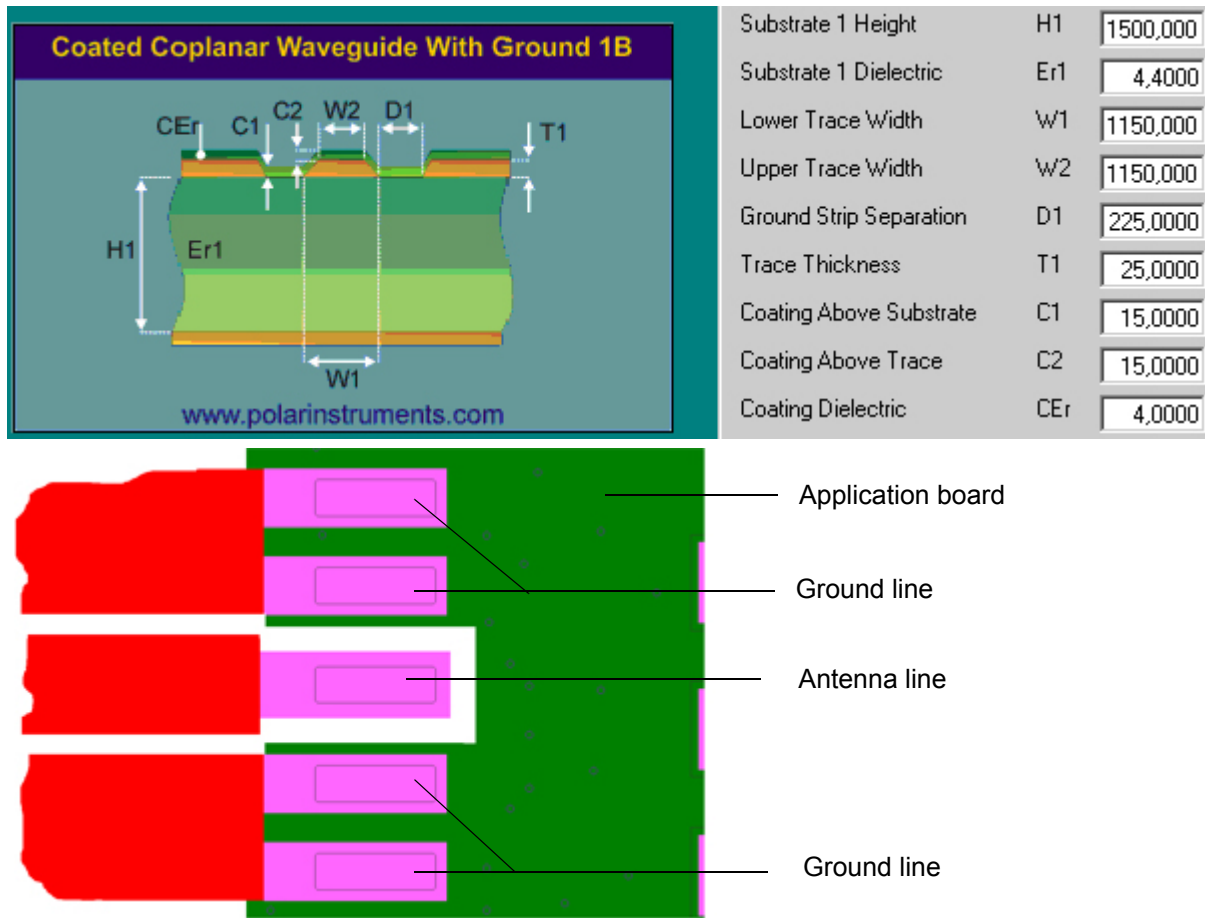 Coated Coplanar Waveguide With Ground 1B
CEr
C1
C2
W2
D1
T1
H1
Er1
W1
www.polarinstruments.com
Substrate 1 Height H1 1500,000
Substrate 1 Dielectric Er1 4,4000
Lower Trace Width W1 1150,000
Upper Trace Width W2 1150,000
Ground Strip Separation D1 225,0000
Trace Thickness T1 25,0000
Coating Above Substrate C1 15,0000
Coating Above Trace C2 15,0000
Coating Dielectric CEr 4,0000
Application board
Ground line
Antenna line
Ground line